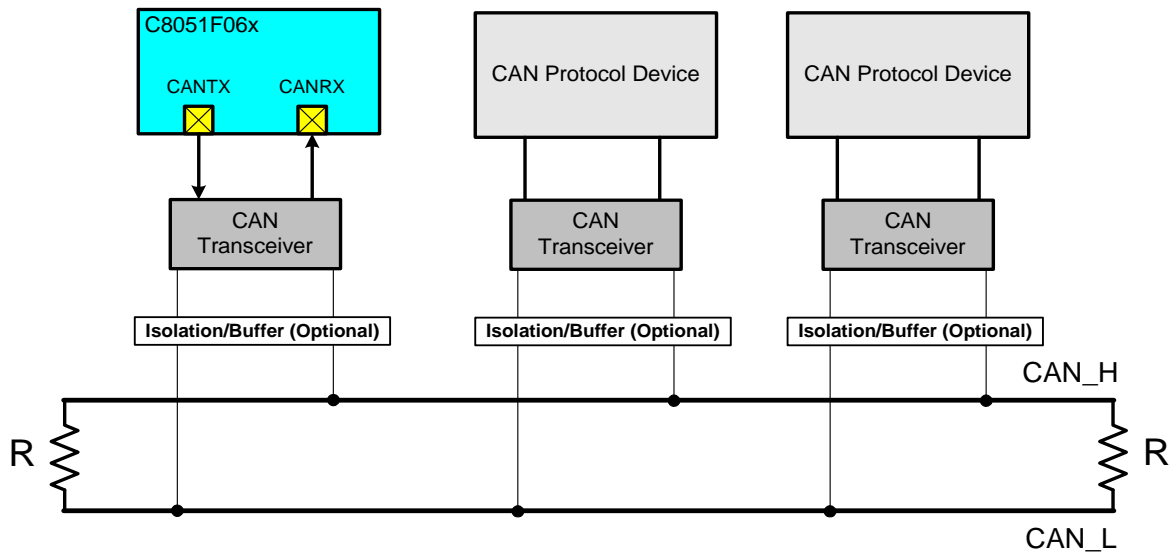 C8051F06x
CANTX
CANRX
CAN Protocol Device
CAN Protocol Device
CAN
Transceiver
CAN
Transceiver
CAN
Transceiver
Isolation/Buffer (Optional)
Isolation/Buffer (Optional)
Isolation/Buffer (Optional)
CAN_H
R
R
CAN_L